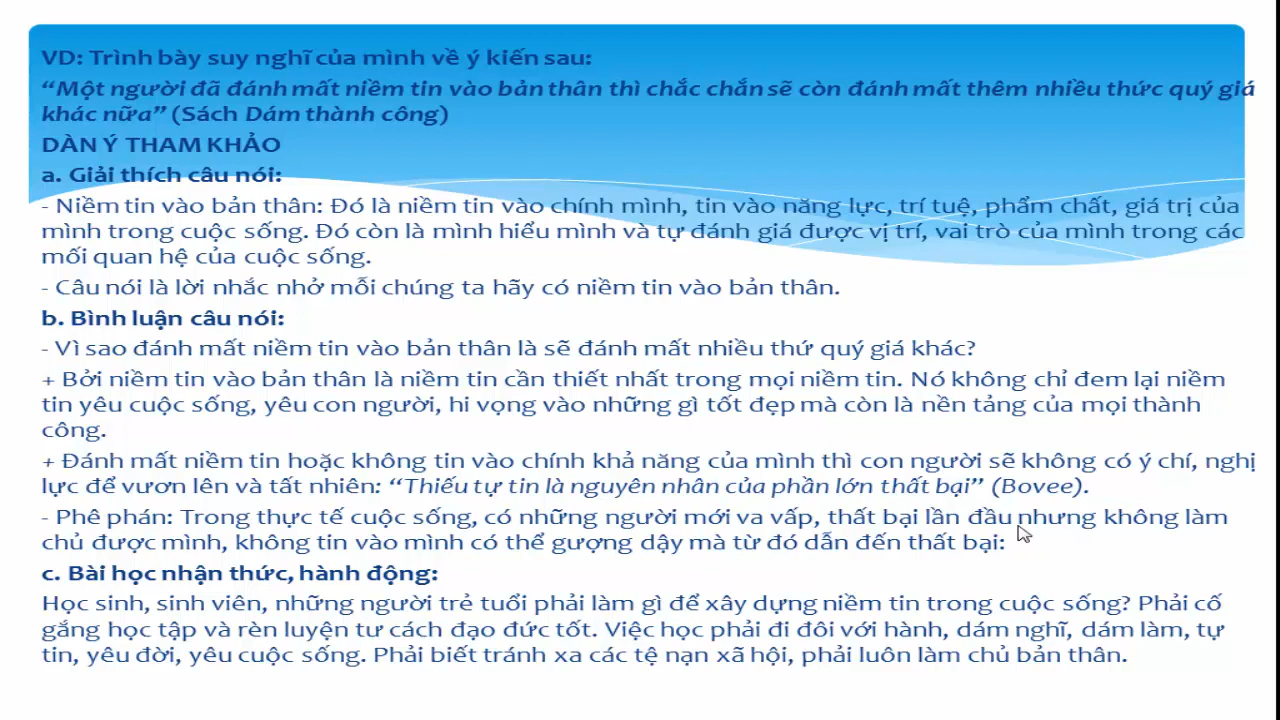 VD: Trình bày suy nghĩ của mình về ý kiến sau:
“Một người đã đánh mất niềm tin vào bản thân thì chắc chắn sẽ còn đánh mất thêm nhiều thức quý giá
khác nữa” (Sách Dám thành công)
DÀN Ý THAM KHẢO
a. Giải thích câu nói:
- Niềm tin vào bản thân: Đó là niềm tin vào chính mình, tin vào năng lực, trí tuệ, phẩm chất, giá trị của
mình trong cuộc sống. Đó còn là mình hiểu mình và tự đánh giá được vị trí, vai trò của mình trong các
mối quan hệ của cuộc sống.
- Câu nói là lời nhắc nhở mỗi chúng ta hãy có niềm tin vào bản thân.
b. Bình luận câu nói:
- Vì sao đánh mất niềm tin vào bản thân là sẽ đánh mất nhiều thứ quý giá khác?
+ Bởi niềm tin vào bản thân là niềm tin cần thiết nhất trong mọi niềm tin. Nó không chỉ đem lại niềm
tin yêu cuộc sống, yêu con người, hi vọng vào những gì tốt đẹp mà còn là nền tảng của mọi thành
công.
+ Đánh mất niềm tin hoặc không tin vào chính khả năng của mình thì con người sẽ không có ý chí, nghị
lực để vươn lên và tất nhiên: “Thiếu tự tin là nguyên nhân của phần lớn thất bại” (Bovee).
- Phê phán: Trong thực tế cuộc sống, có những người mới va vấp, thất bại lần đầu nhưng không làm
chủ được mình, không tin vào mình có thể gượng dậy mà từ đó dẫn đến thất bại:
c. Bài học nhận thức, hành động:
Học sinh, sinh viên, những người trẻ tuổi phải làm gì để xây dựng niềm tin trong cuộc sống? Phải cố
gắng học tập và rèn luyện tư cách đạo đức tốt. Việc học phải đi đôi với hành, dám nghĩ, dám làm, tự
tin, yêu đời, yêu cuộc sống. Phải biết tránh xa các tệ nạn xã hội, phải luôn làm chủ bản thân.